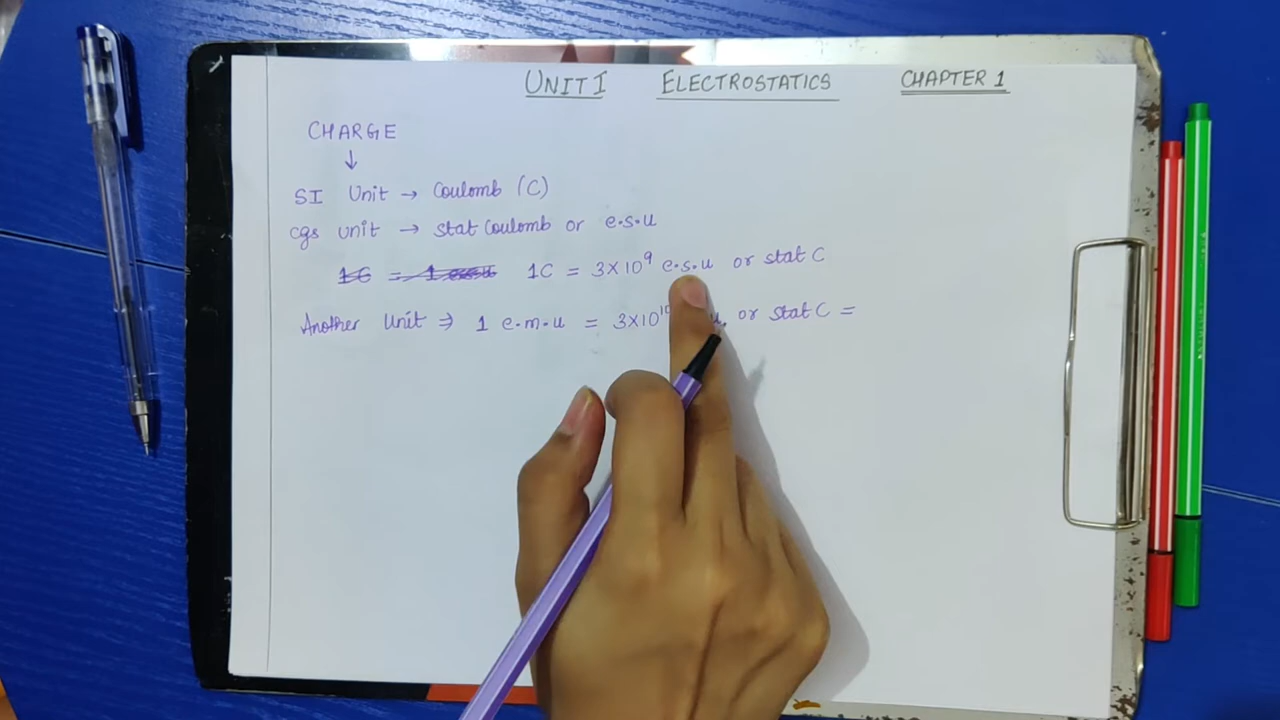 UNIT I ELECTROSTATICS CHAPTER 1
CHARGE
↓
SI Unit → Coulomb (C)
cgs unit → stat Coulomb or e.s.u
1C = 3×10⁹ e.s.u or stat C
Another Unit ⇒ 1 e.m.u = 3×10¹⁰ u. or stat C =